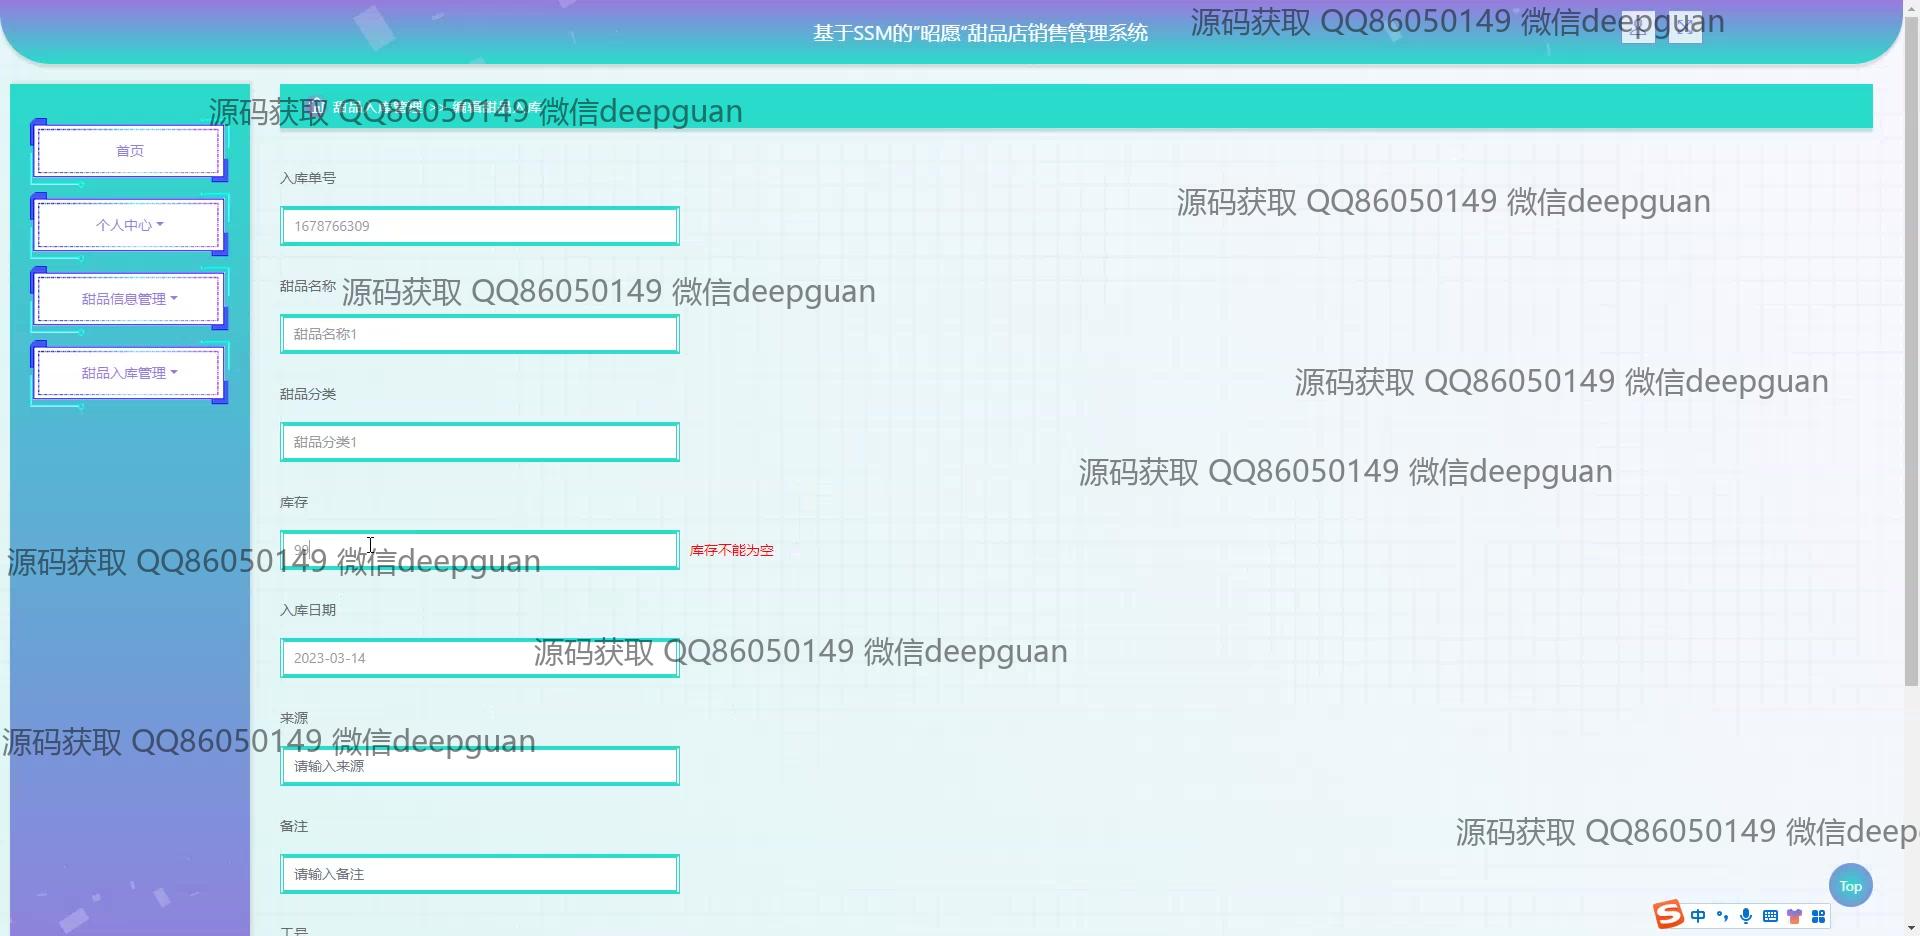 基于SSM的“昭愿”甜品店销售管理系统
源码获取 QQ86050149 微信deepguan
甜品入库管理 >> 编辑甜品入库
源码获取 QQ86050149 微信deepguan
首页
个人中心
甜品信息管理
甜品入库管理
入库单号
1678766309
源码获取 QQ86050149 微信deepguan
甜品名称
源码获取 QQ86050149 微信deepguan
甜品名称1
源码获取 QQ86050149 微信deepguan
甜品分类
甜品分类1
源码获取 QQ86050149 微信deepguan
库存
99
库存不能为空
源码获取 QQ86050149 微信deepguan
入库日期
2023-03-14
源码获取 QQ86050149 微信deepguan
来源
源码获取 QQ86050149 微信deepguan
请输入来源
备注
源码获取 QQ86050149 微信deep
请输入备注
Top
中